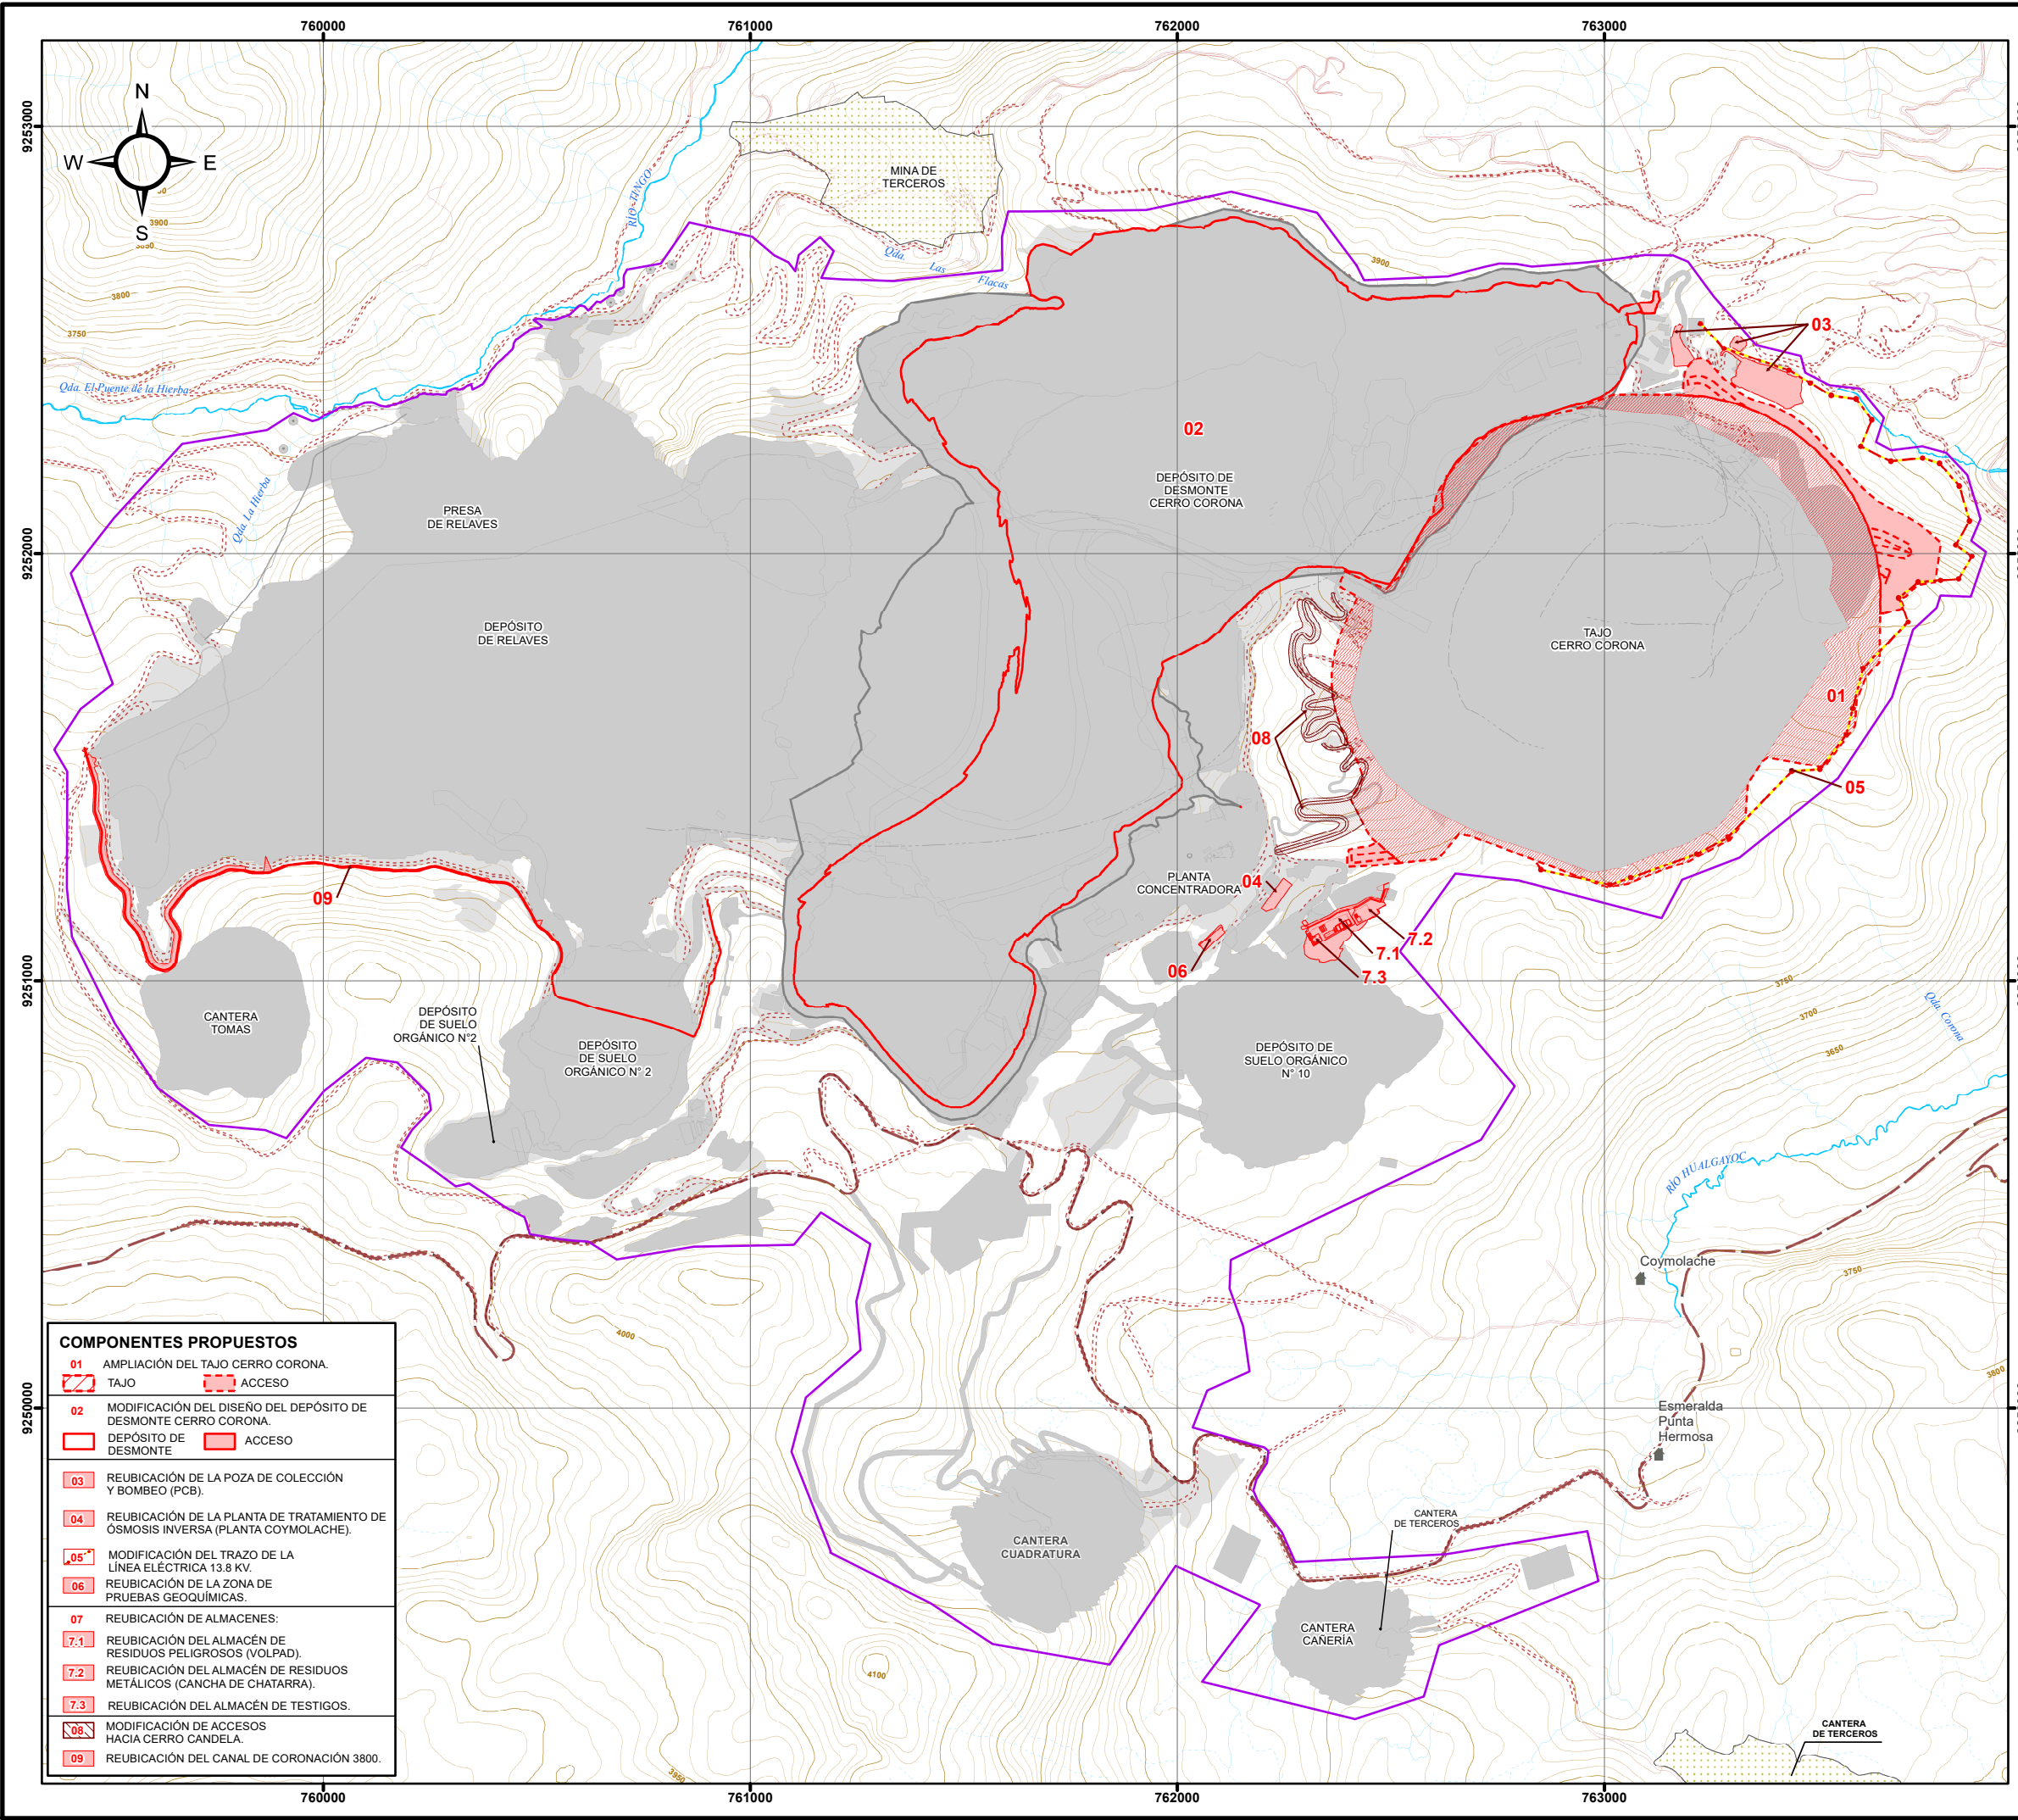 760000
761000
762000
763000
9253000
9252000
9251000
9250000
N
W
E
S
3900
3850
3800
3750
RÍO TINGO
MINA DE
TERCEROS
Qda. Las Flacas
3900
Qda. El Puente de la Hierba
Qda. La Hierba
03
02
PRESA
DE RELAVES
DEPÓSITO DE
DESMONTE
CERRO CORONA
DEPÓSITO
DE RELAVES
TAJO
CERRO CORONA
01
08
05
09
PLANTA
CONCENTRADORA
04
06
7.2
7.1
7.3
CANTERA
TOMAS
DEPÓSITO
DE SUELO
ORGÁNICO N°2
DEPÓSITO
DE SUELO
ORGÁNICO N° 2
DEPÓSITO DE
SUELO ORGÁNICO
N° 10
3750
3700
3650
Qda. Corona
RÍO HUALGAYOC
Coymolache
3750
3800
Esmeralda
Punta
Hermosa
4000
CANTERA
CUADRATURA
CANTERA
DE TERCEROS
CANTERA
CAÑERÍA
4100
3950
CANTERA
DE TERCEROS
COMPONENTES PROPUESTOS
01 AMPLIACIÓN DEL TAJO CERRO CORONA.
TAJO ACCESO
02 MODIFICACIÓN DEL DISEÑO DEL DEPÓSITO DE
DESMONTE CERRO CORONA.
DEPÓSITO DE
DESMONTE
ACCESO
03 REUBICACIÓN DE LA POZA DE COLECCIÓN
Y BOMBEO (PCB).
04 REUBICACIÓN DE LA PLANTA DE TRATAMIENTO DE
ÓSMOSIS INVERSA (PLANTA COYMOLACHE).
05 MODIFICACIÓN DEL TRAZO DE LA
LÍNEA ELÉCTRICA 13.8 KV.
06 REUBICACIÓN DE LA ZONA DE
PRUEBAS GEOQUÍMICAS.
07 REUBICACIÓN DE ALMACENES:
7.1 REUBICACIÓN DEL ALMACÉN DE
RESIDUOS PELIGROSOS (VOLPAD).
7.2 REUBICACIÓN DEL ALMACÉN DE RESIDUOS
METÁLICOS (CANCHA DE CHATARRA).
7.3 REUBICACIÓN DEL ALMACÉN DE TESTIGOS.
08 MODIFICACIÓN DE ACCESOS
HACIA CERRO CANDELA.
09 REUBICACIÓN DEL CANAL DE CORONACIÓN 3800.
760000
761000
762000
763000